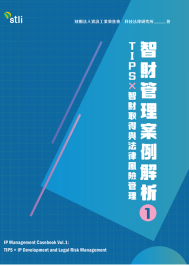 stli
財團法人資訊工業策進會 科技法律研究所 著
智財管理案例解析1
TIPS×智財取得與法律風險管理
IP Management Casebook Vol.1:
TIPS × IP Development and Legal Risk Management